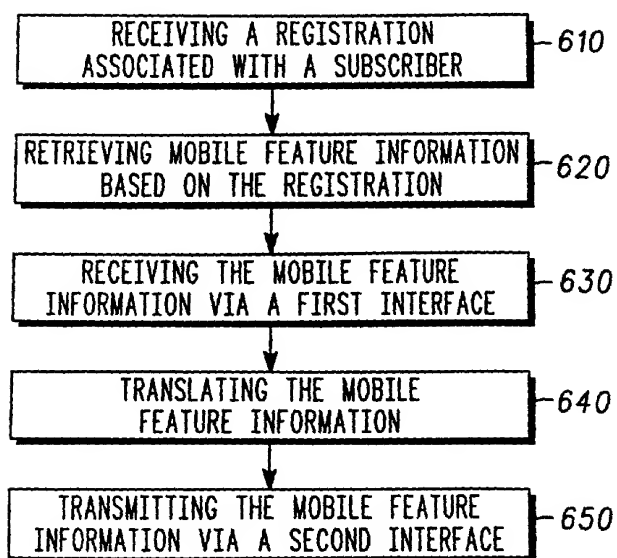 RECEIVING A REGISTRATION
ASSOCIATED WITH A SUBSCRIBER
610
RETRIEVING MOBILE FEATURE INFORMATION
BASED ON THE REGISTRATION
620
RECEIVING THE MOBILE FEATURE
INFORMATION VIA A FIRST INTERFACE
630
TRANSLATING THE MOBILE
FEATURE INFORMATION
640
TRANSMITTING THE MOBILE FEATURE
INFORMATION VIA A SECOND INTERFACE
650